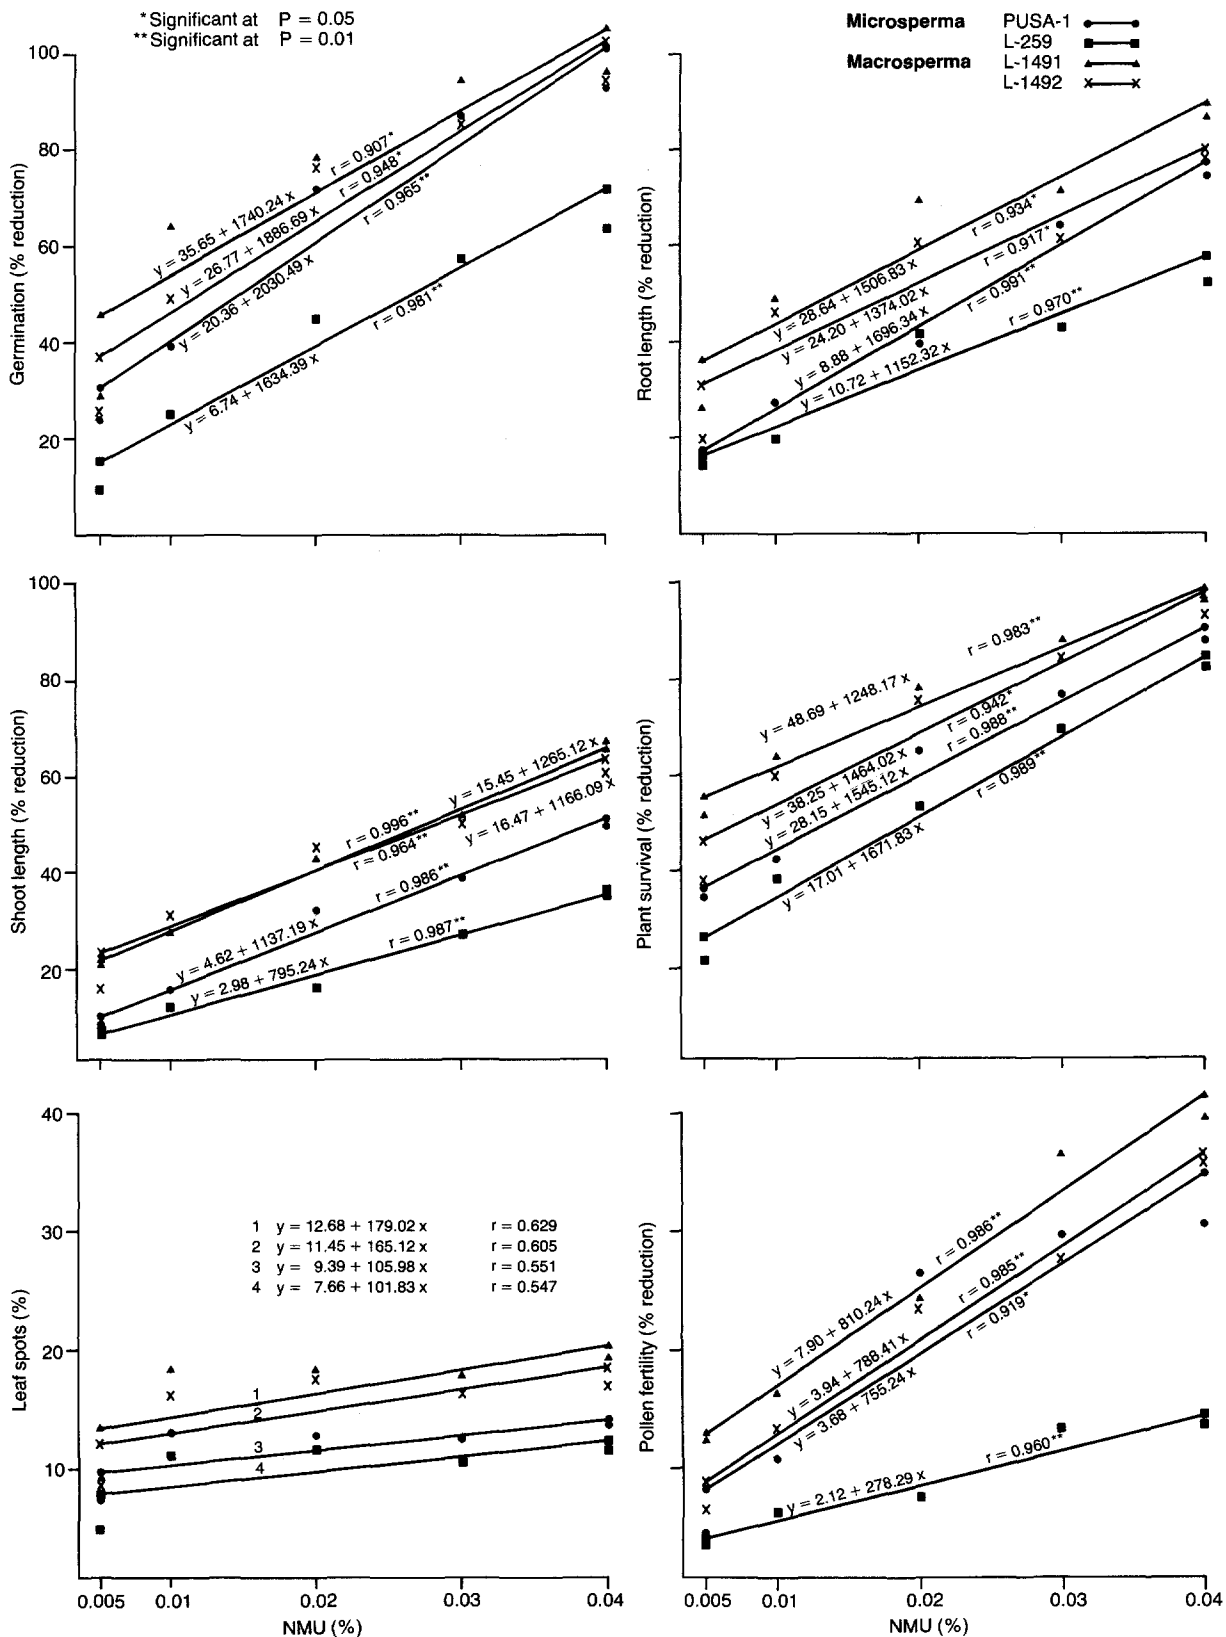 *Significant at P = 0.05
**Significant at P = 0.01
Microsperma PUSA-1
L-259
Macrosperma L-1491
L-1492
Germination (% reduction)
100
80
60
40
20
y = 35.65 + 1740.24 x
r = 0.907*
y = 26.77 + 1886.69 x
r = 0.948*
y = 20.36 + 2030.49 x
r = 0.965**
y = 6.74 + 1634.39 x
r = 0.981**
Root length (% reduction)
y = 28.64 + 1506.83 x
r = 0.934*
y = 24.20 + 1374.02 x
r = 0.917*
y = 8.88 + 1696.34 x
r = 0.991**
y = 10.72 + 1152.32 x
r = 0.970**
Shoot length (% reduction)
100
80
60
40
20
y = 15.45 + 1265.12 x
r = 0.996**
y = 16.47 + 1166.09 x
r = 0.964**
y = 4.62 + 1137.19 x
r = 0.986**
y = 2.98 + 795.24 x
r = 0.987**
Plant survival (% reduction)
y = 48.69 + 1248.17 x
r = 0.983**
y = 38.25 + 1464.02 x
r = 0.942*
y = 28.15 + 1545.12 x
r = 0.988**
y = 17.01 + 1671.83 x
r = 0.989**
Leaf spots (%)
40
30
20
10
1 y = 12.68 + 179.02 x r = 0.629
2 y = 11.45 + 165.12 x r = 0.605
3 y = 9.39 + 105.98 x r = 0.551
4 y = 7.66 + 101.83 x r = 0.547
1
2
3
4
0.005 0.01 0.02 0.03 0.04
NMU (%)
Pollen fertility (% reduction)
y = 7.90 + 810.24 x
r = 0.986**
y = 3.94 + 788.41 x
r = 0.985**
y = 3.68 + 755.24 x
r = 0.919*
y = 2.12 + 278.29 x
r = 0.960**
0.005 0.01 0.02 0.03 0.04
NMU (%)